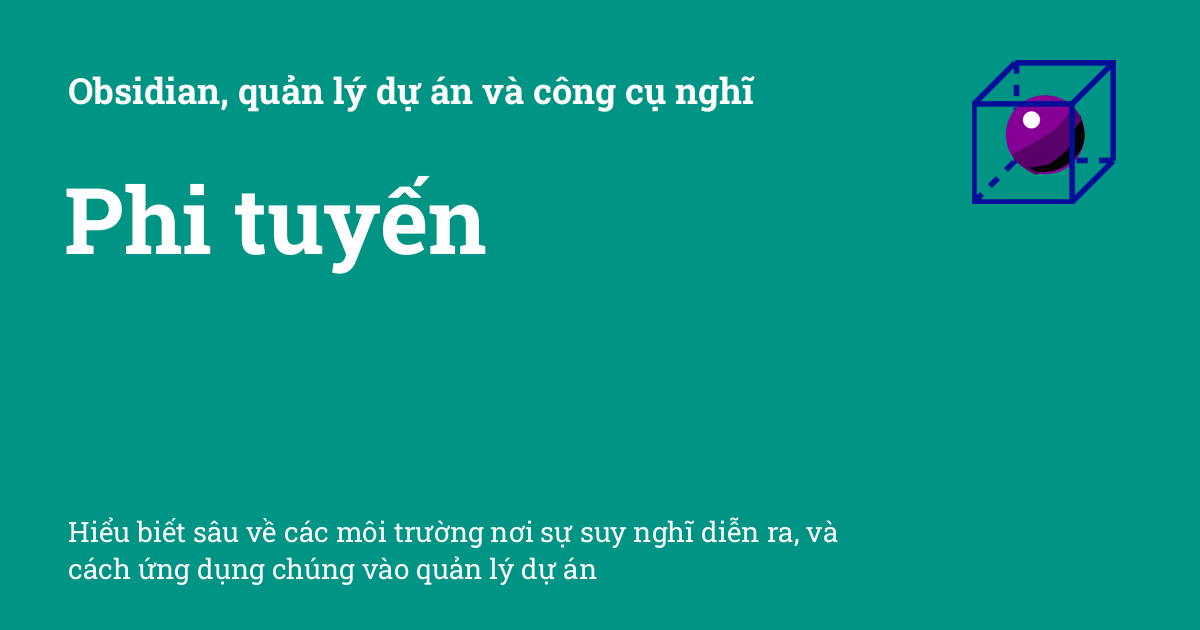 Obsidian, quản lý dự án và công cụ nghĩ
Phi tuyến
Hiểu biết sâu về các môi trường nơi sự suy nghĩ diễn ra, và
cách ứng dụng chúng vào quản lý dự án